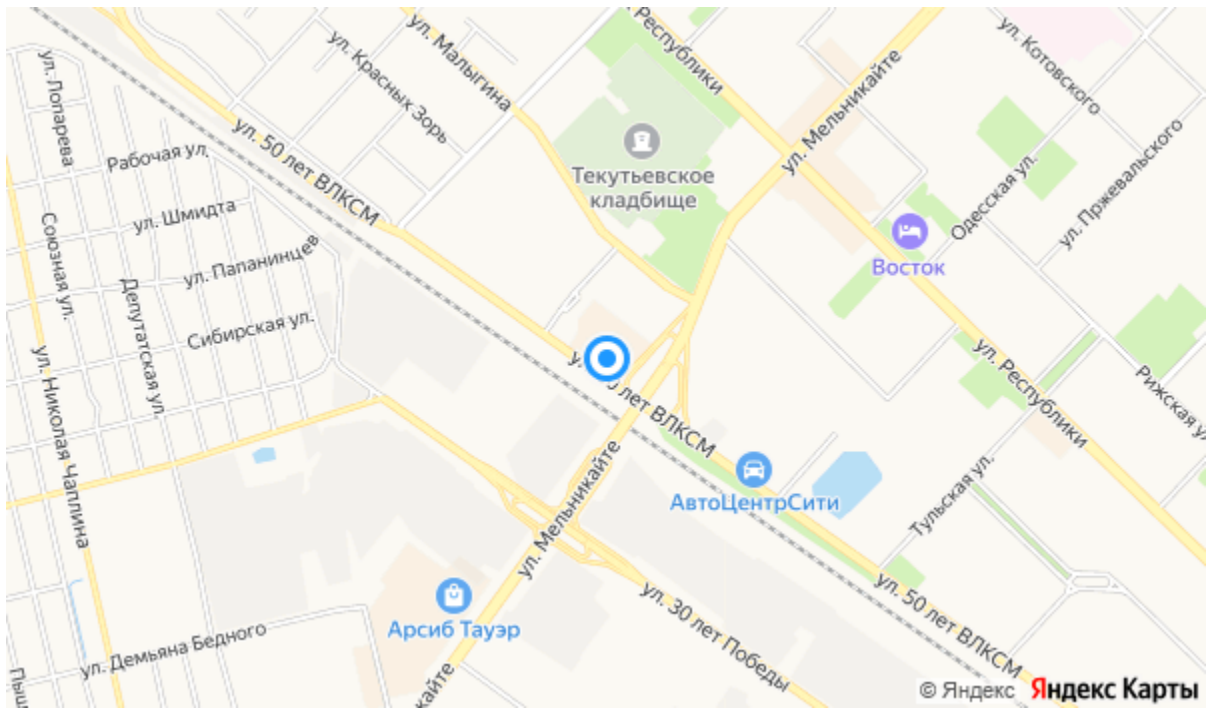 ул. Малыгина
Республики
ул. Котовского
ул. Мельникайте
ул. Красных Зорь
ул. Лопарева
ул. 50 лет ВЛКСМ
Рабочая ул
Текутьевское
кладбище
Одесская ул.
ул. Пржевальского
ул. Шмидта
Союзная ул.
ул. Папанинцев
Восток
Депутатская ул.
Сибирская ул.
ул. Республики
Рижская ул
ул. Николая Чаплина
лет ВЛКСМ
ул. Мельникайте
АвтоЦентрСити
Тульская ул.
ул. 50 лет ВЛКСМ
Арсиб Тауэр
ул. 30 лет Победы
ул. Демьяна Бедного
кайте
© Яндекс Яндекс Карты